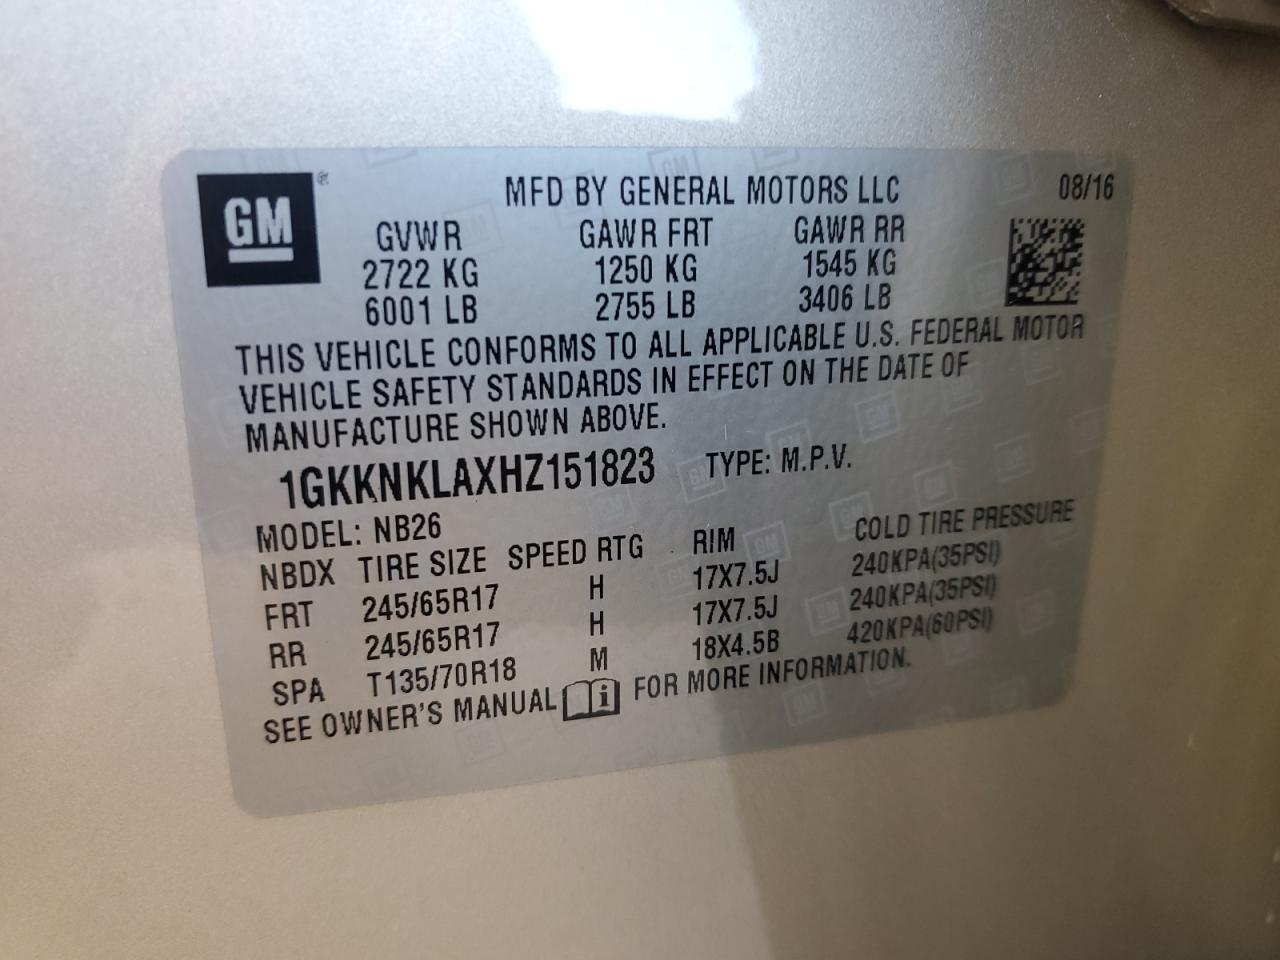 GM ® MFD BY GENERAL MOTORS LLC 08/16
GVWR GAWR FRT GAWR RR
2722 KG 1250 KG 1545 KG
6001 LB 2755 LB 3406 LB
THIS VEHICLE CONFORMS TO ALL APPLICABLE U.S. FEDERAL MOTOR
VEHICLE SAFETY STANDARDS IN EFFECT ON THE DATE OF
MANUFACTURE SHOWN ABOVE.
1GKKNKLAXHZ151823 TYPE: M.P.V.
MODEL: NB26
NBDX TIRE SIZE SPEED RTG RIM COLD TIRE PRESSURE
FRT 245/65R17 H 17X7.5J 240KPA(35PSI)
RR 245/65R17 H 17X7.5J 240KPA(35PSI)
SPA T135/70R18 M 18X4.5B 420KPA(60PSI)
SEE OWNER'S MANUAL i FOR MORE INFORMATION.